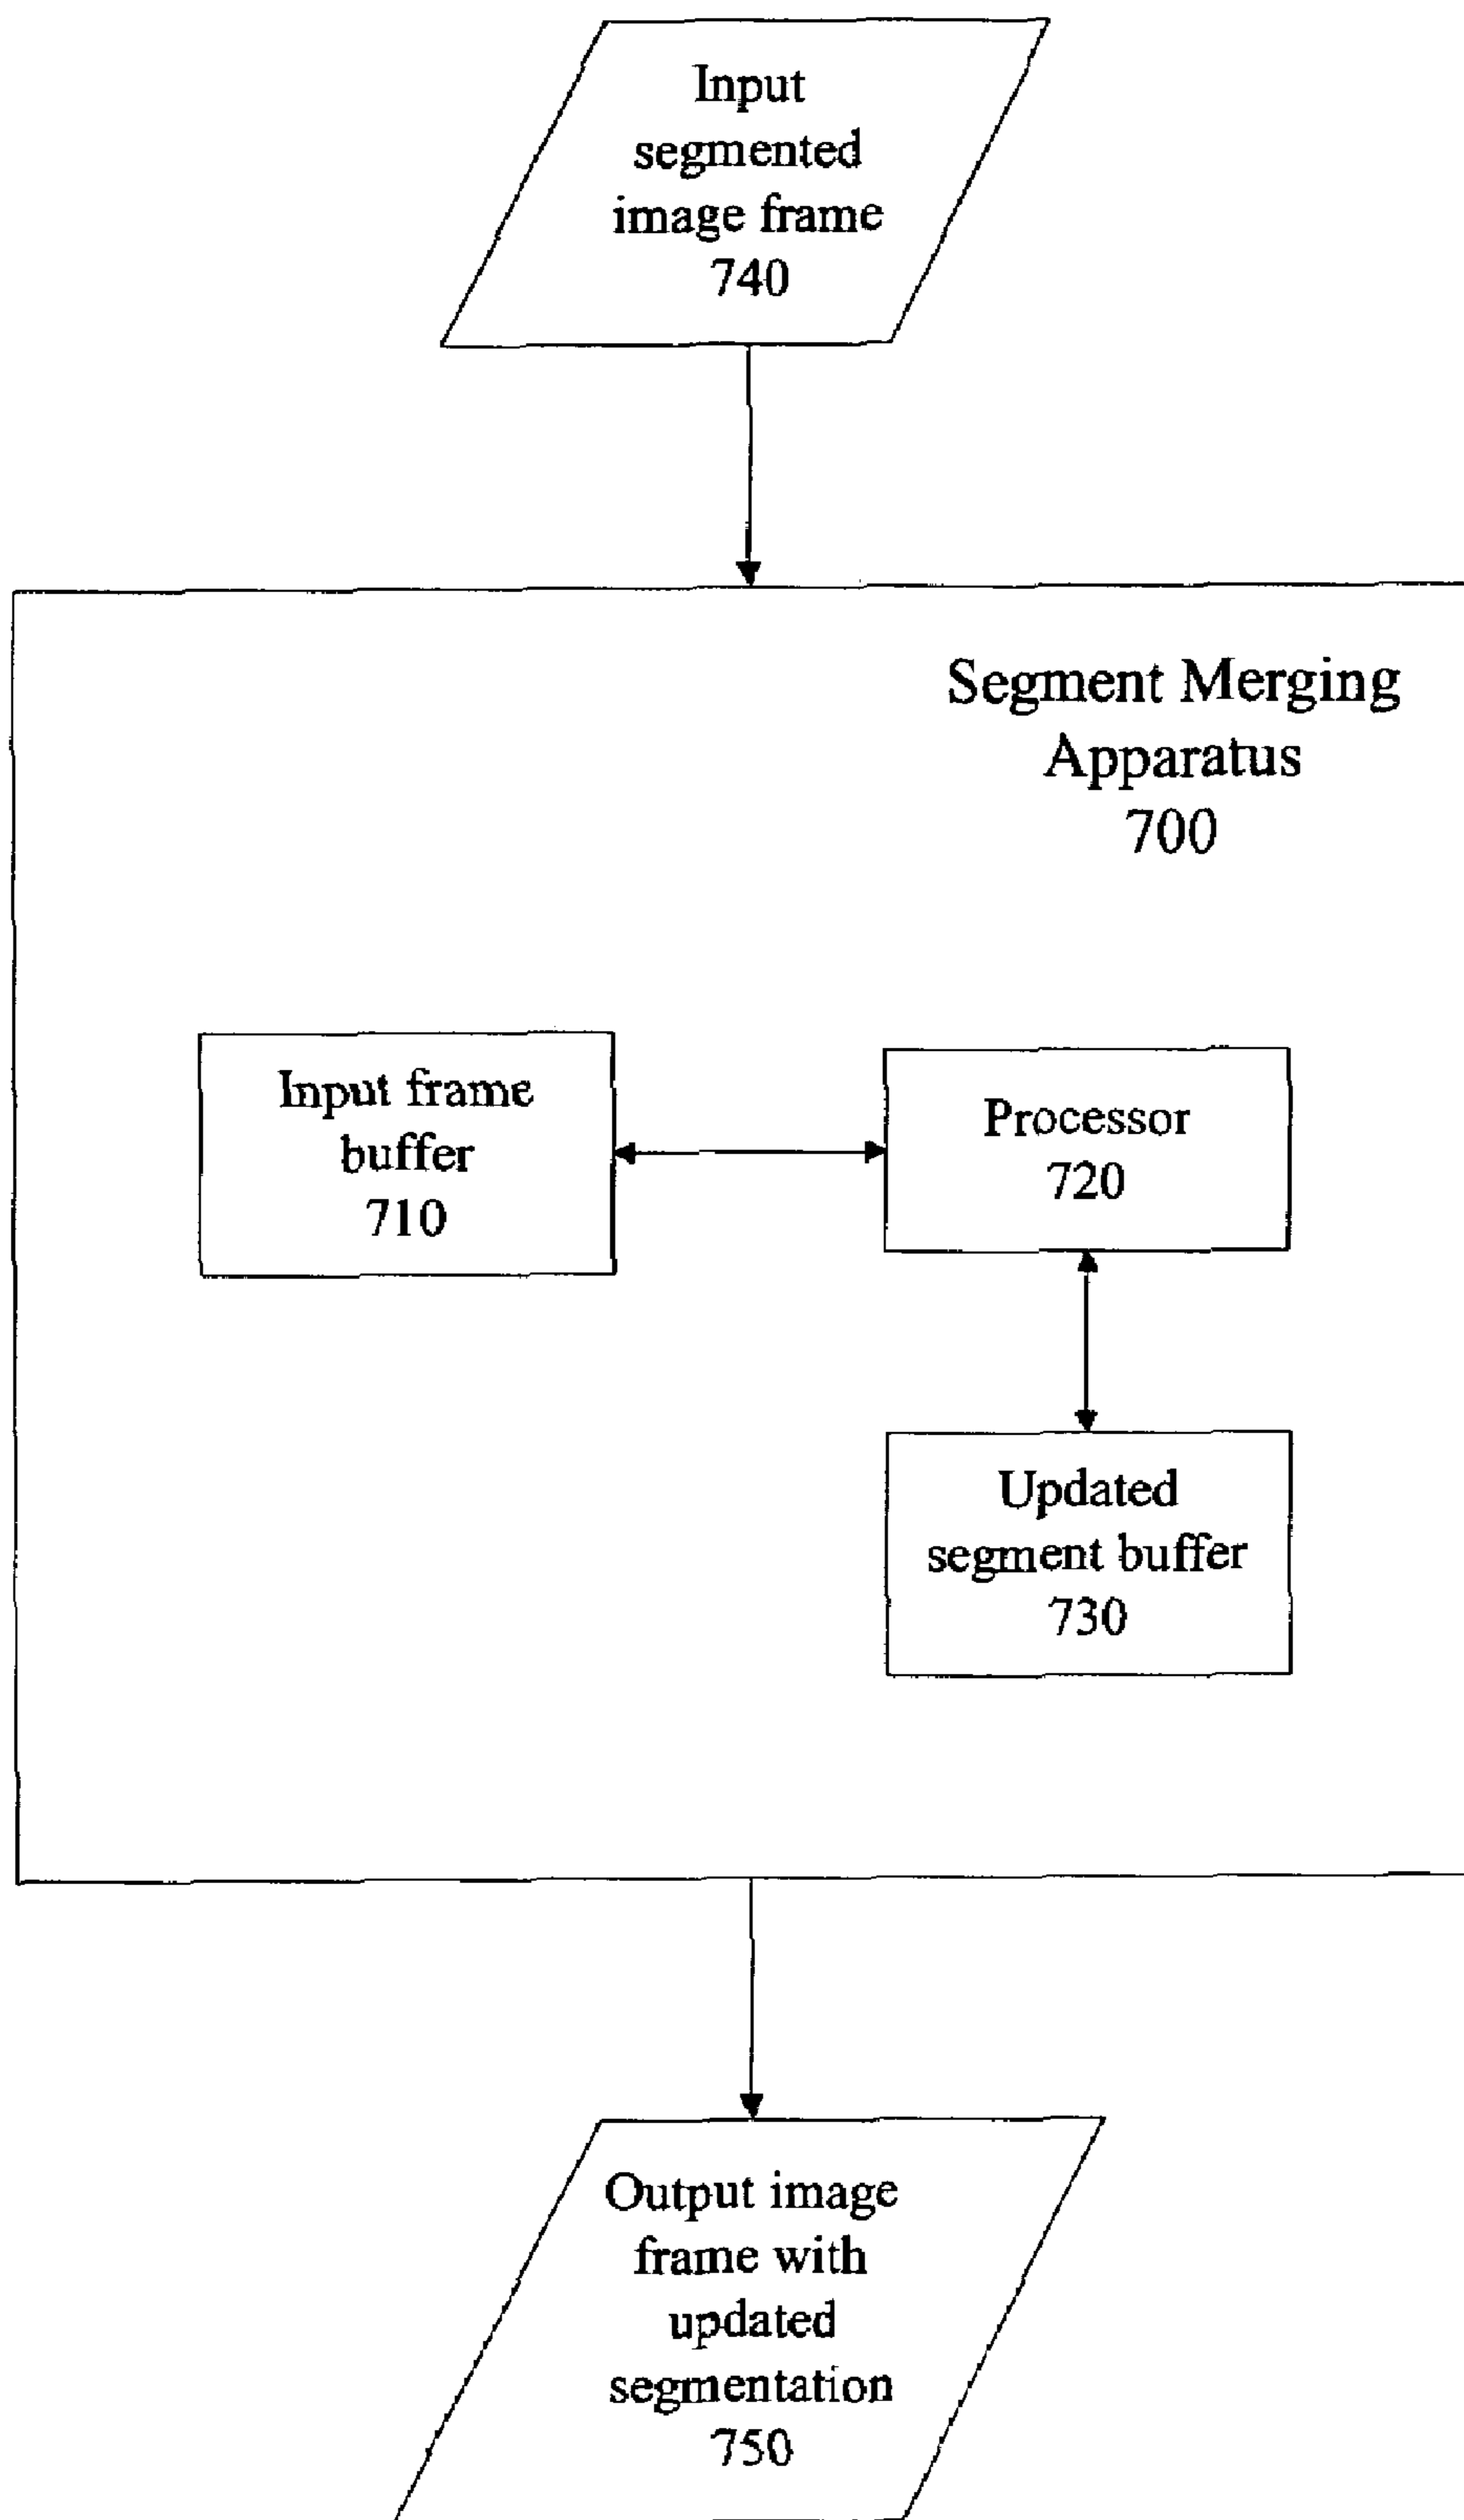 Input
segmented
image frame
740
Segment Merging
Apparatus
700
Input frame
buffer
710
Processor
720
Updated
segment buffer
730
Output image
frame with
updated
segmentation
750